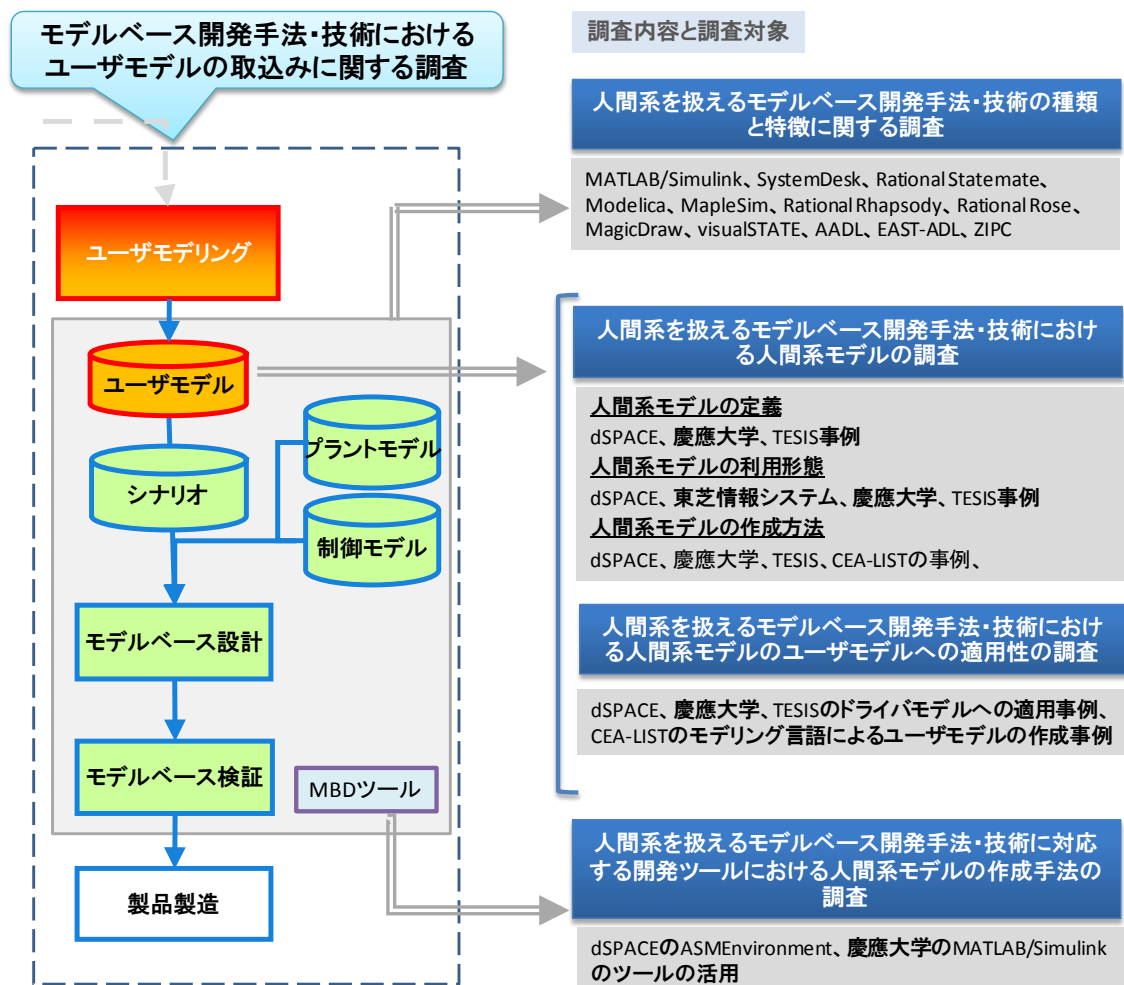 モデルベース開発手法・技術における
ユーザモデルの取込みに関する調査
ユーザモデリング
ユーザモデル
シナリオ
プラントモデル
制御モデル
モデルベース設計
モデルベース検証
MBDツール
製品製造
調査内容と調査対象
人間系を扱えるモデルベース開発手法・技術の種類
と特徴に関する調査
MATLAB/Simulink、SystemDesk、Rational Statemate、
Modelica、MapleSim、Rational Rhapsody、Rational Rose、
MagicDraw、visualSTATE、AADL、EAST-ADL、ZIPC
人間系を扱えるモデルベース開発手法・技術におけ
る人間系モデルの調査
人間系モデルの定義
dSPACE、慶應大学、TESIS事例
人間系モデルの利用形態
dSPACE、東芝情報システム、慶應大学、TESIS事例
人間系モデルの作成方法
dSPACE、慶應大学、TESIS、CEA-LISTの事例、
人間系を扱えるモデルベース開発手法・技術におけ
る人間系モデルのユーザモデルへの適用性の調査
dSPACE、慶應大学、TESISのドライバモデルへの適用事例、
CEA-LISTのモデリング言語によるユーザモデルの作成事例
人間系を扱えるモデルベース開発手法・技術に対応
する開発ツールにおける人間系モデルの作成手法の
調査
dSPACEのASMEnvironment、慶應大学のMATLAB/Simulink
のツールの活用